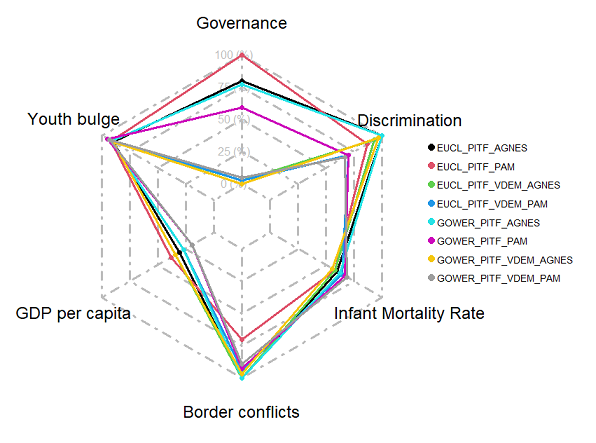 Governance
100 (%)
50 (%)
25 (%)
0 (%)
Youth bulge
Discrimination
EUCL_PITF_AGNES
EUCL_PITF_PAM
EUCL_PITF_VDEM_AGNES
EUCL_PITF_VDEM_PAM
GOWER_PITF_AGNES
GOWER_PITF_PAM
GOWER_PITF_VDEM_AGNES
GOWER_PITF_VDEM_PAM
GDP per capita
Infant Mortality Rate
Border conflicts